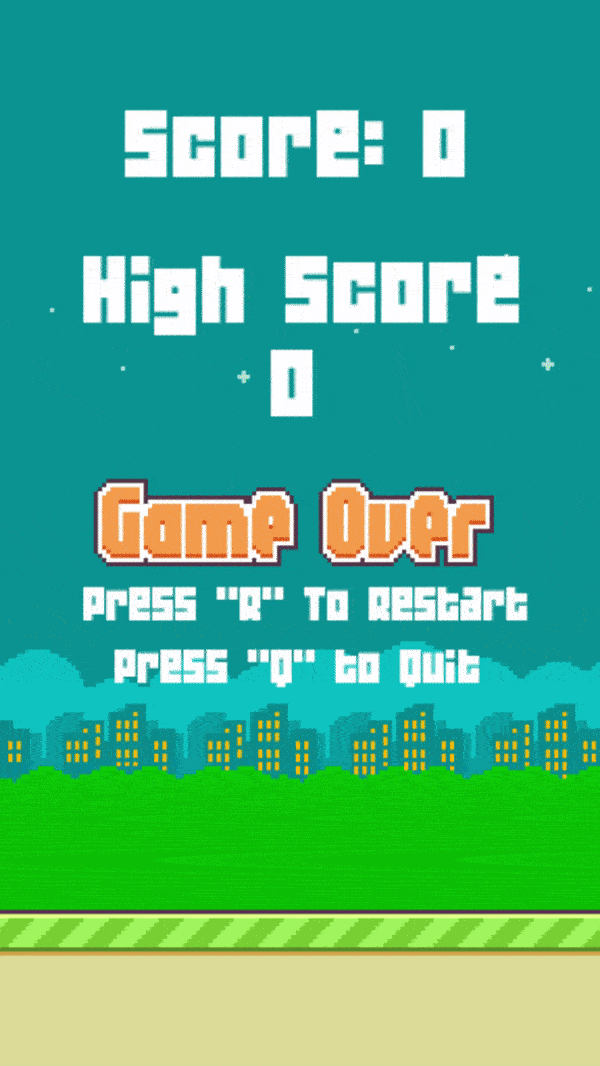 Score: 0
High Score
0
Game Over
Press "R" To Restart
Press "Q" to Quit